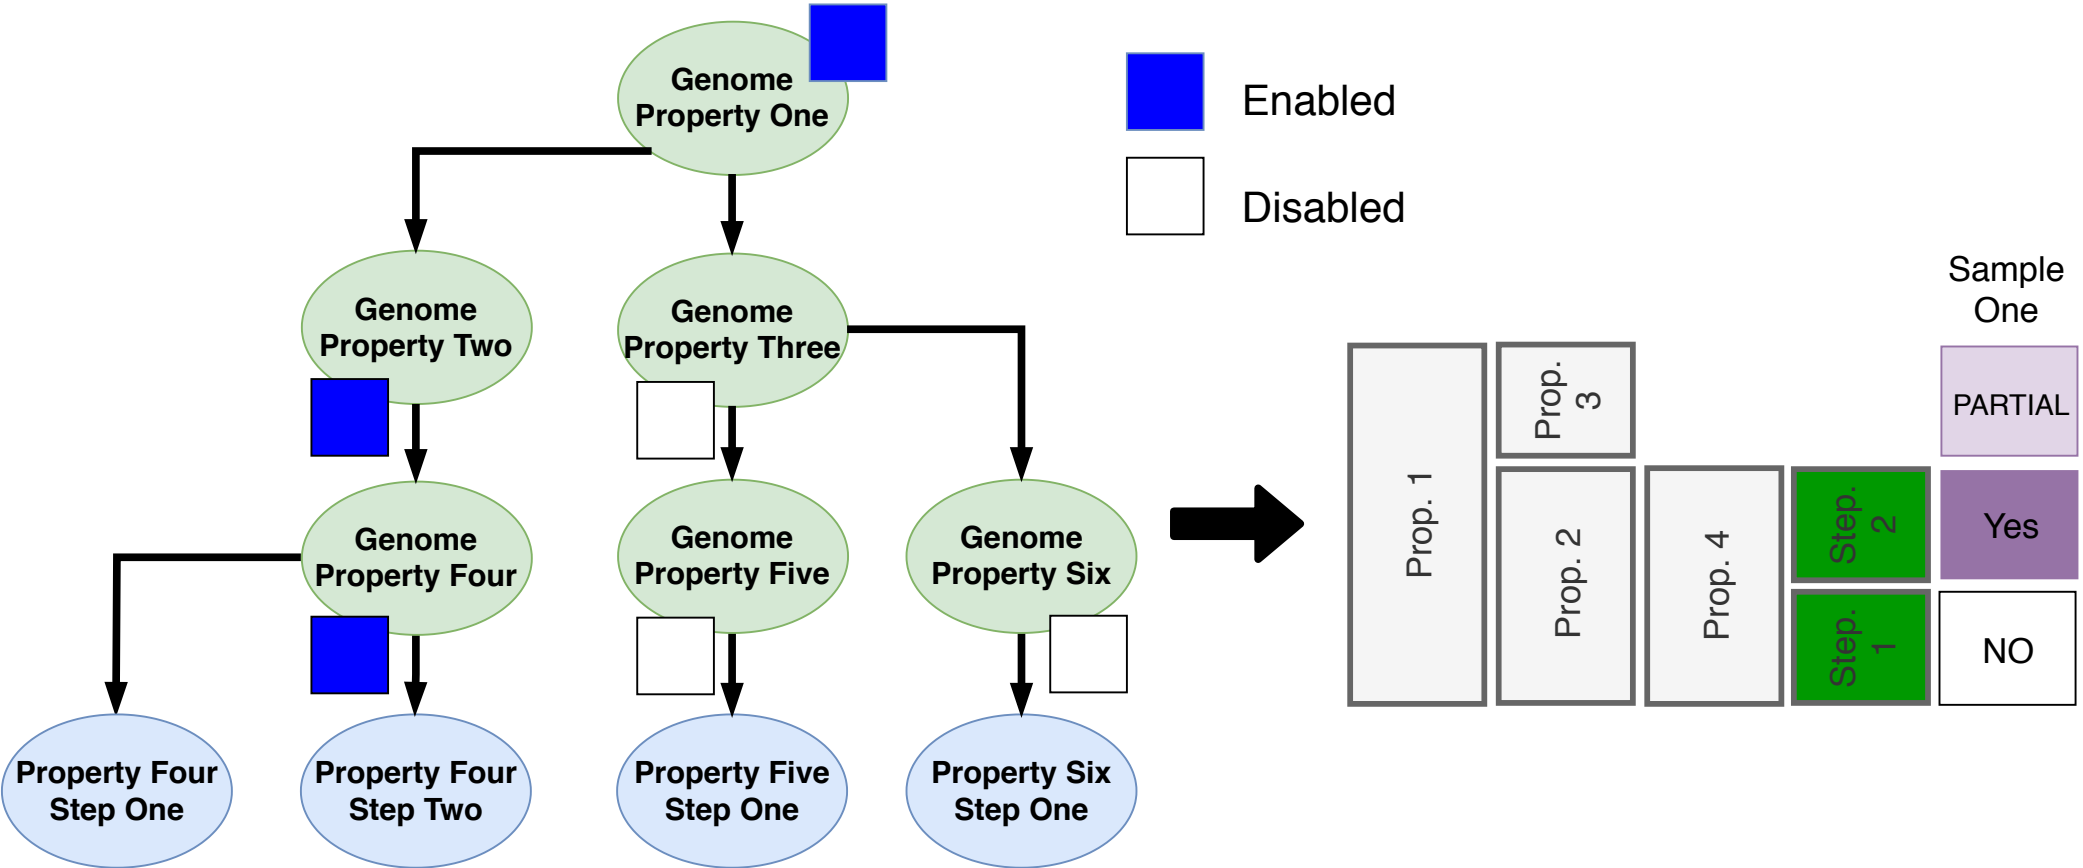 Genome
Property One
Enabled
Disabled
Genome
Property Two
Genome
Property Three
Genome
Property Four
Genome
Property Five
Genome
Property Six
Property Four
Step One
Property Four
Step Two
Property Five
Step One
Property Six
Step One
Sample
One
Prop. 1
Prop.
3
Prop. 2
Prop. 4
Step.
2
Step.
1
PARTIAL
Yes
NO